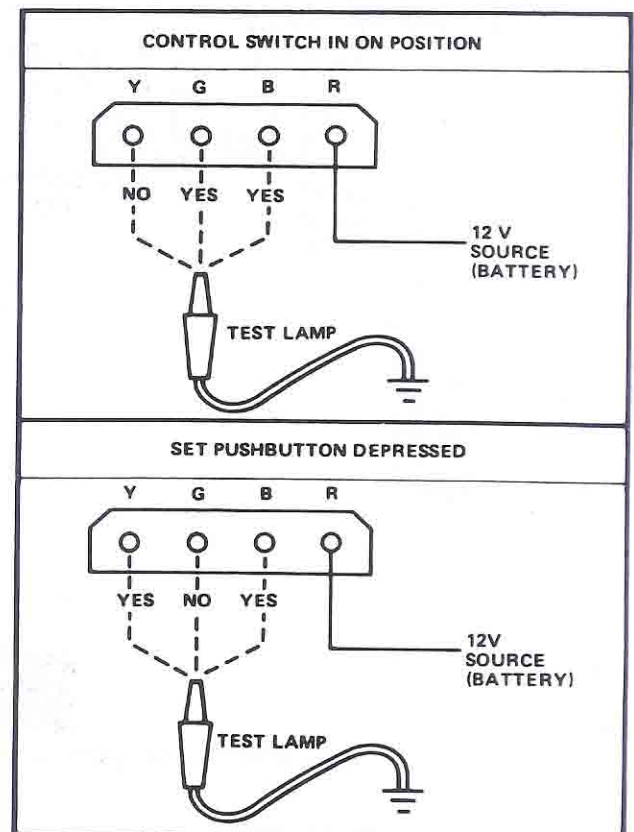 CONTROL SWITCH IN ON POSITION
Y G B R
NO YES YES
12 V
SOURCE
(BATTERY)
TEST LAMP
SET PUSHBUTTON DEPRESSED
Y G B R
YES NO YES
12V
SOURCE
(BATTERY)
TEST LAMP